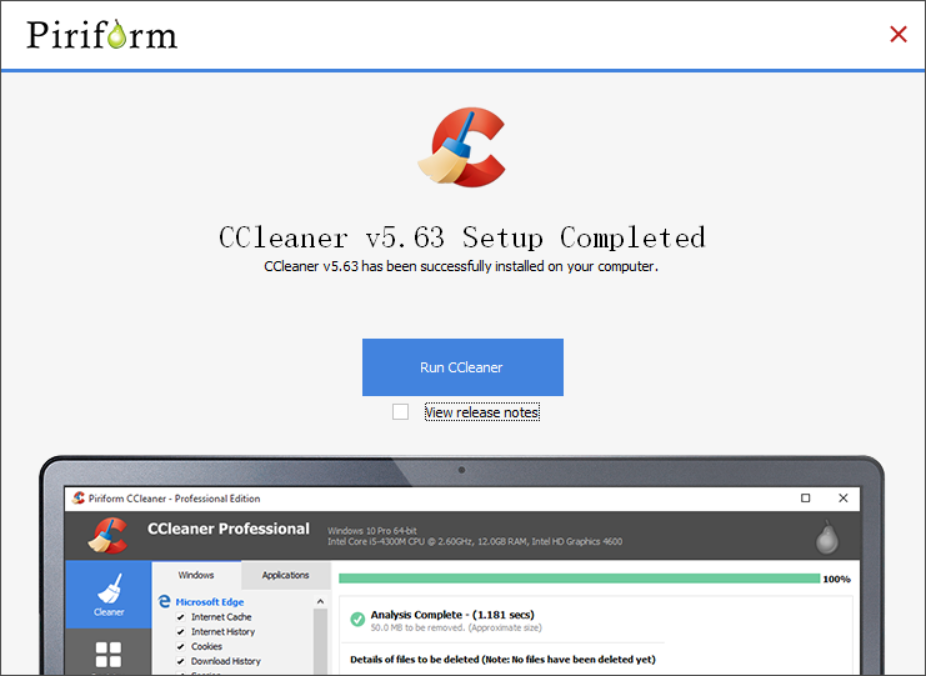 Piriform
CCleaner v5.63 Setup Completed
CCleaner v5.63 has been successfully installed on your computer.
Run CCleaner
View release notes
Piriform CCleaner - Professional Edition
CCleaner Professional
Windows 10 Pro 64-bit
Intel Core i5-4300M CPU @ 2.60GHz, 12.0GB RAM, Intel HD Graphics 4600
Cleaner
Windows
Applications
Microsoft Edge
Internet Cache
Internet History
Cookies
Download History
100%
Analysis Complete - (1.181 secs)
50.0 MB to be removed. (Approximate size)
Details of files to be deleted (Note: No files have been deleted yet)